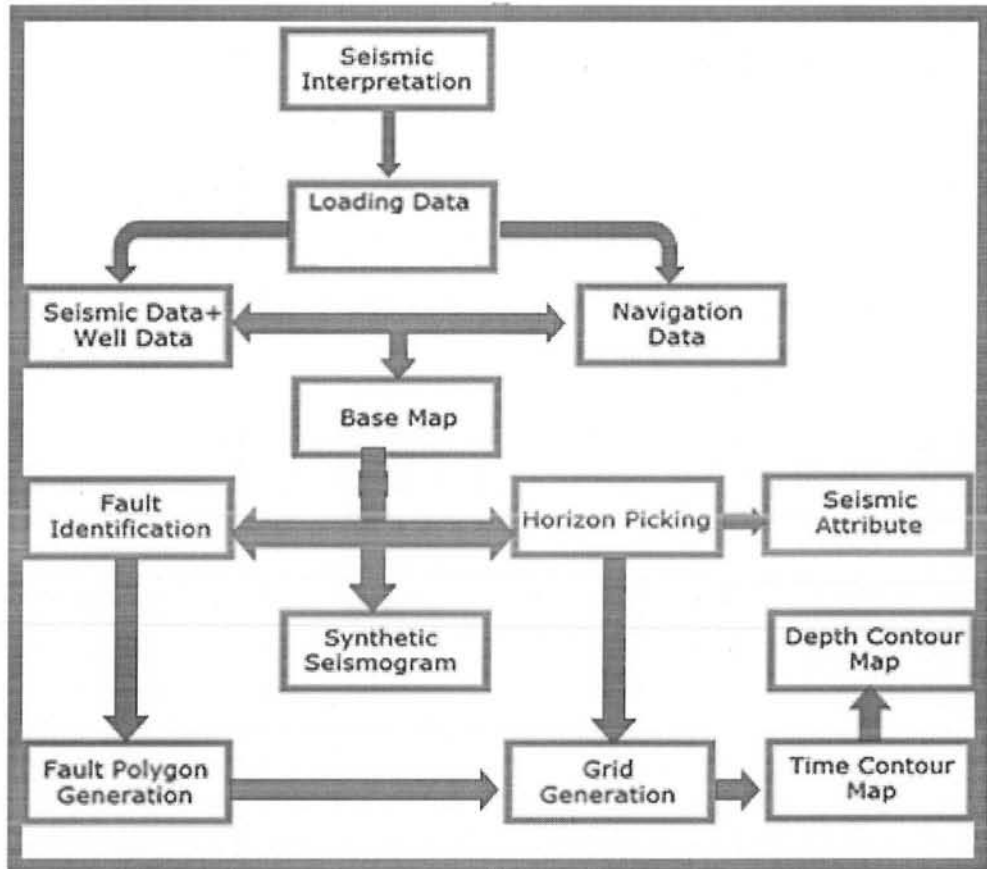 Seismic
Interpretation
Loading Data
Seismic Data+
Well Data
Navigation
Data
Base Map
Fault
Identification
Horizon Picking
Seismic
Attribute
Synthetic
Seismogram
Depth Contour
Map
Fault Polygon
Generation
Grid
Generation
Time Contour
Map